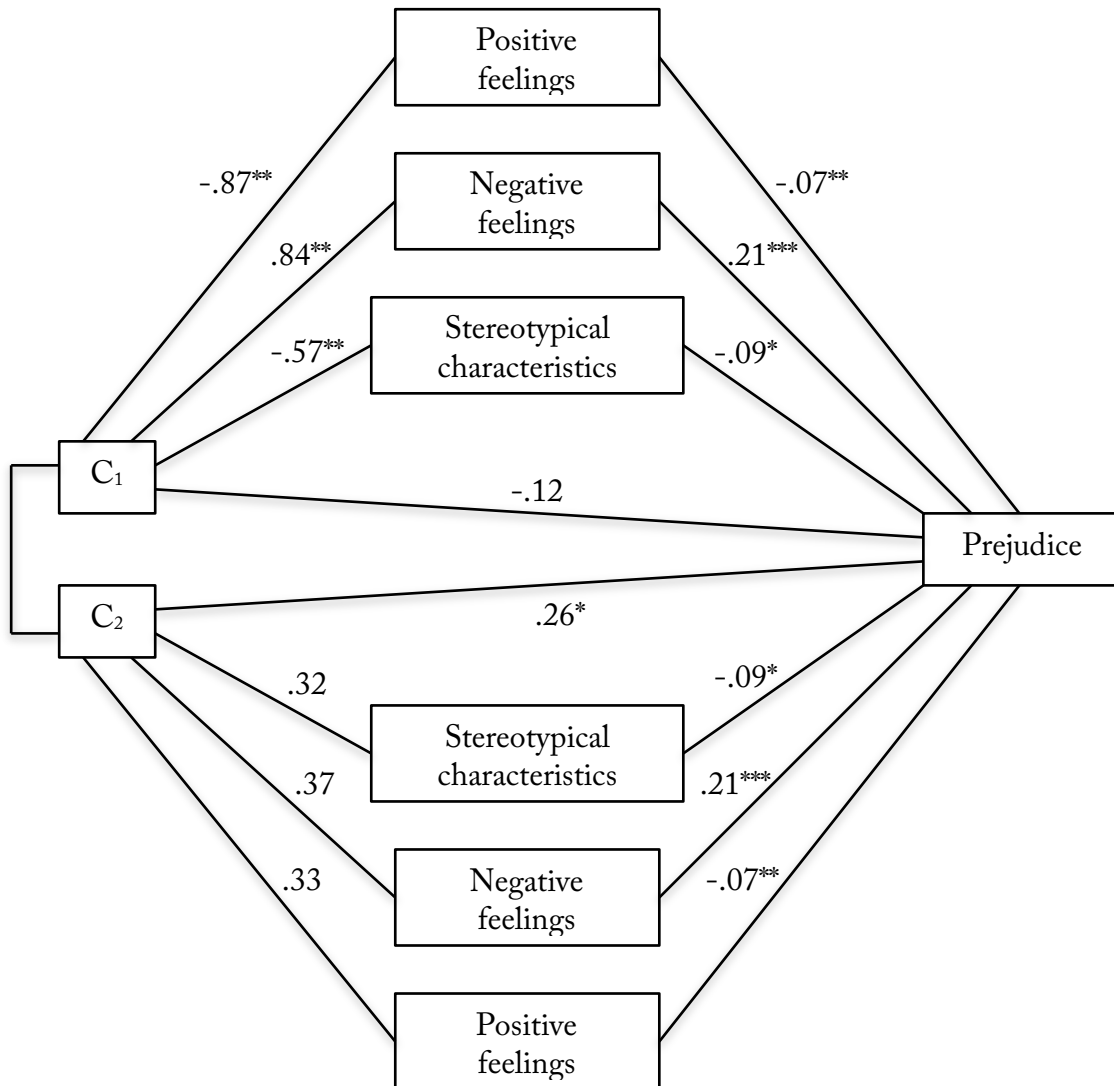 Positive
feelings
-.87**
-.07**
Negative
feelings
.84**
.21***
Stereotypical
characteristics
-.57**
-.09*
C₁
-.12
Prejudice
C₂
.26*
.32
-.09*
Stereotypical
characteristics
.37
.21***
Negative
feelings
.33
-.07**
Positive
feelings